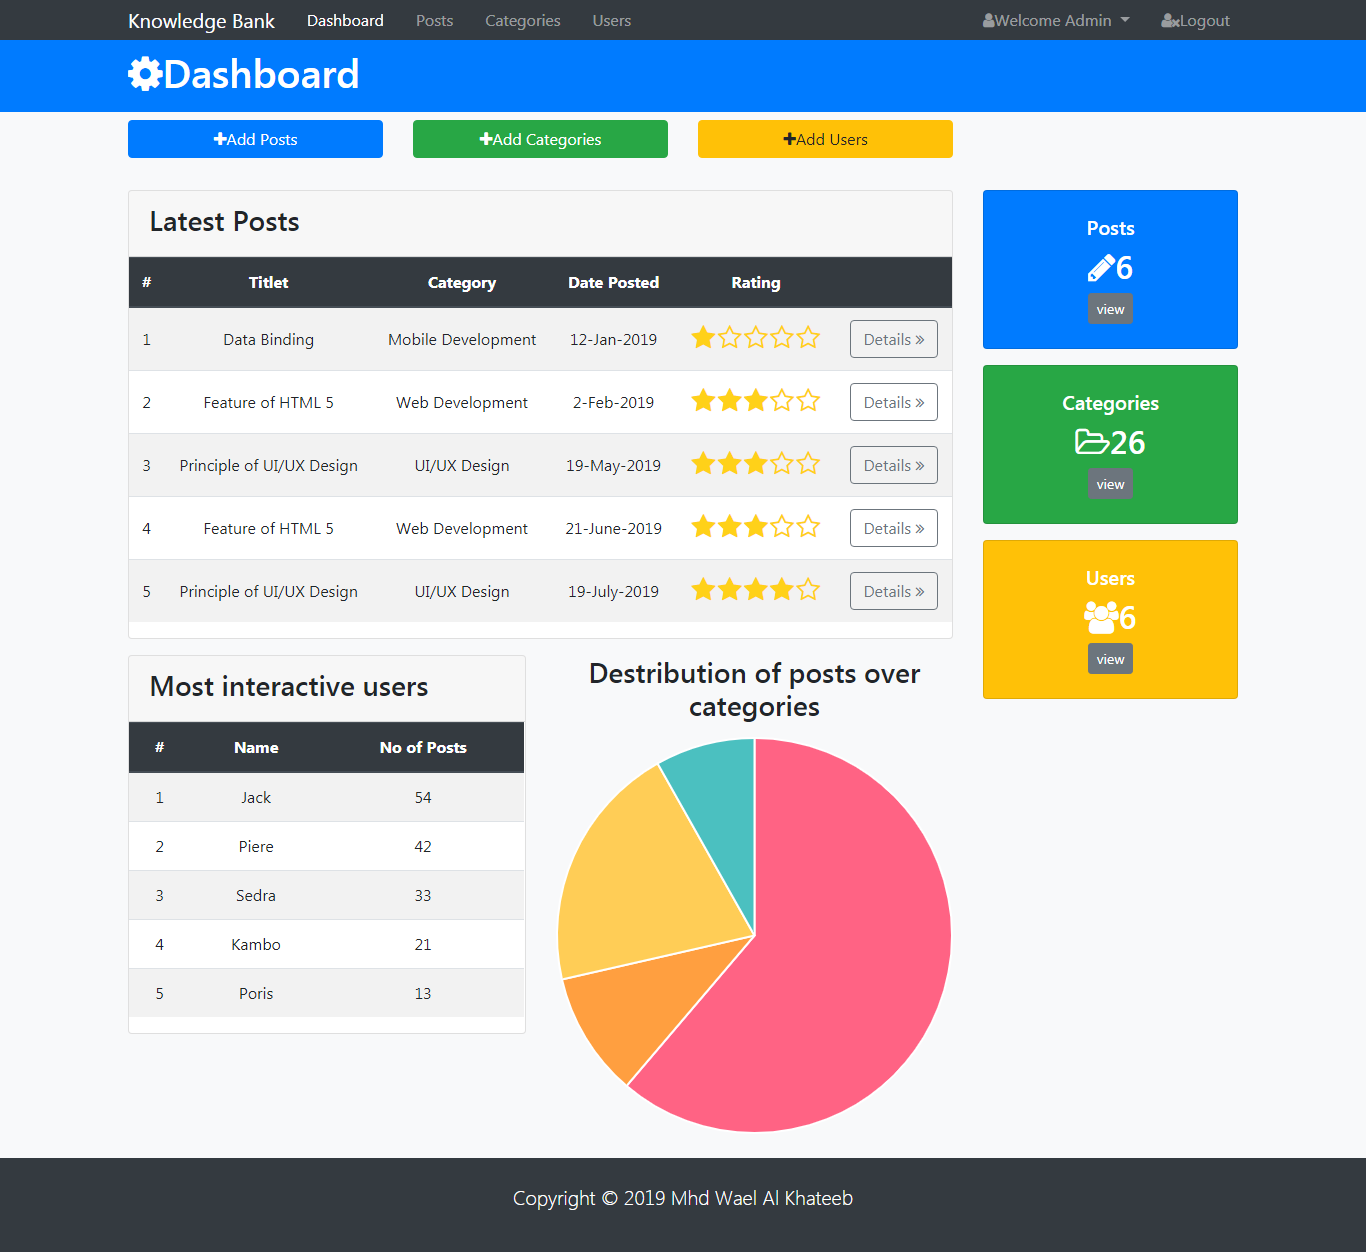 Knowledge Bank Dashboard Posts Categories Users Welcome Admin Logout
Dashboard
Add Posts Add Categories Add Users
Latest Posts
# Titlet Category Date Posted Rating
1 Data Binding Mobile Development 12-Jan-2019 Details »
2 Feature of HTML 5 Web Development 2-Feb-2019 Details »
3 Principle of UI/UX Design UI/UX Design 19-May-2019 Details »
4 Feature of HTML 5 Web Development 21-June-2019 Details »
5 Principle of UI/UX Design UI/UX Design 19-July-2019 Details »
Posts
6
view
Categories
26
view
Users
6
view
Most interactive users
# Name No of Posts
1 Jack 54
2 Piere 42
3 Sedra 33
4 Kambo 21
5 Poris 13
Destribution of posts over
categories
Copyright © 2019 Mhd Wael Al Khateeb